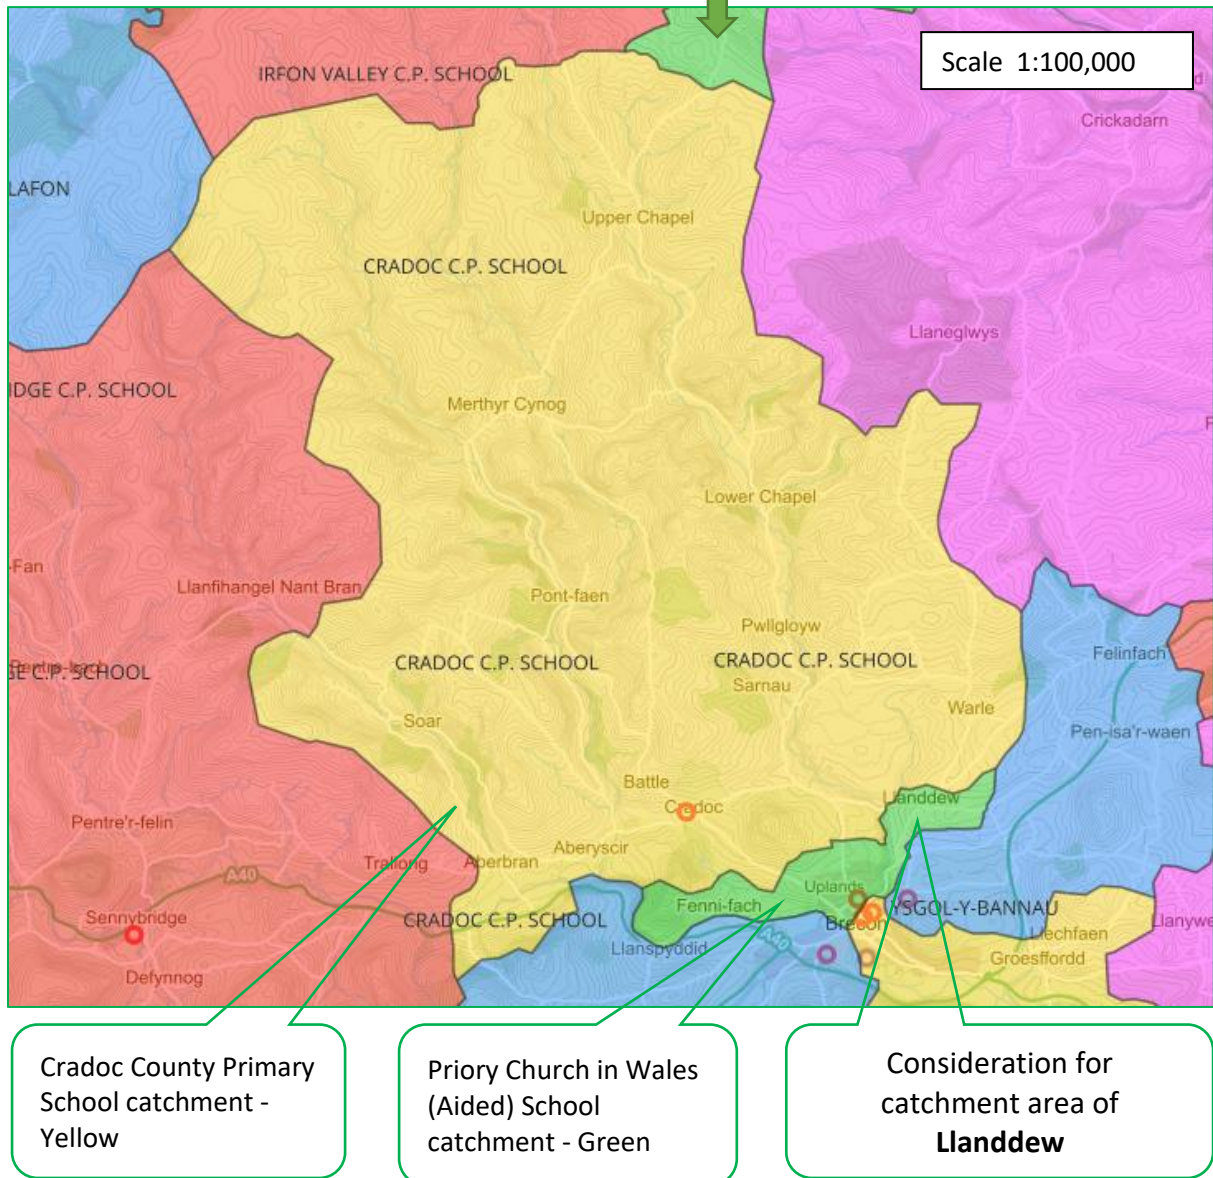 Scale 1:100,000
IRFON VALLEY C.P. SCHOOL
Crickadarn
LAFON
Upper Chapel
CRADOC C.P. SCHOOL
Llaneglwys
IDGE C.P. SCHOOL
Merthyr Cynog
Lower Chapel
-Fan
Llanfihangel Nant Bran
Pont-faen
Pwllgloyw
Felinfach
CRADOC C.P. SCHOOL
CRADOC C.P. SCHOOL
GE C.P. SCHOOL
Sarnau
Warle
Soar
Pen-isa'r-waen
Battle
Cradoc
Llanddew
Pentre'r-felin
Aberyscir
Trallong
Aberbran
A40
Uplands
Fenni-fach
YSGOL-Y-BANNAU
Sennybridge
CRADOC C.P. SCHOOL
Brecon
Llanywe
Llechfaen
A40
Llanspyddid
Groesffordd
Defynnog
Cradoc County Primary
School catchment -
Yellow
Priory Church in Wales
(Aided) School
catchment - Green
Consideration for
catchment area of
Llanddew